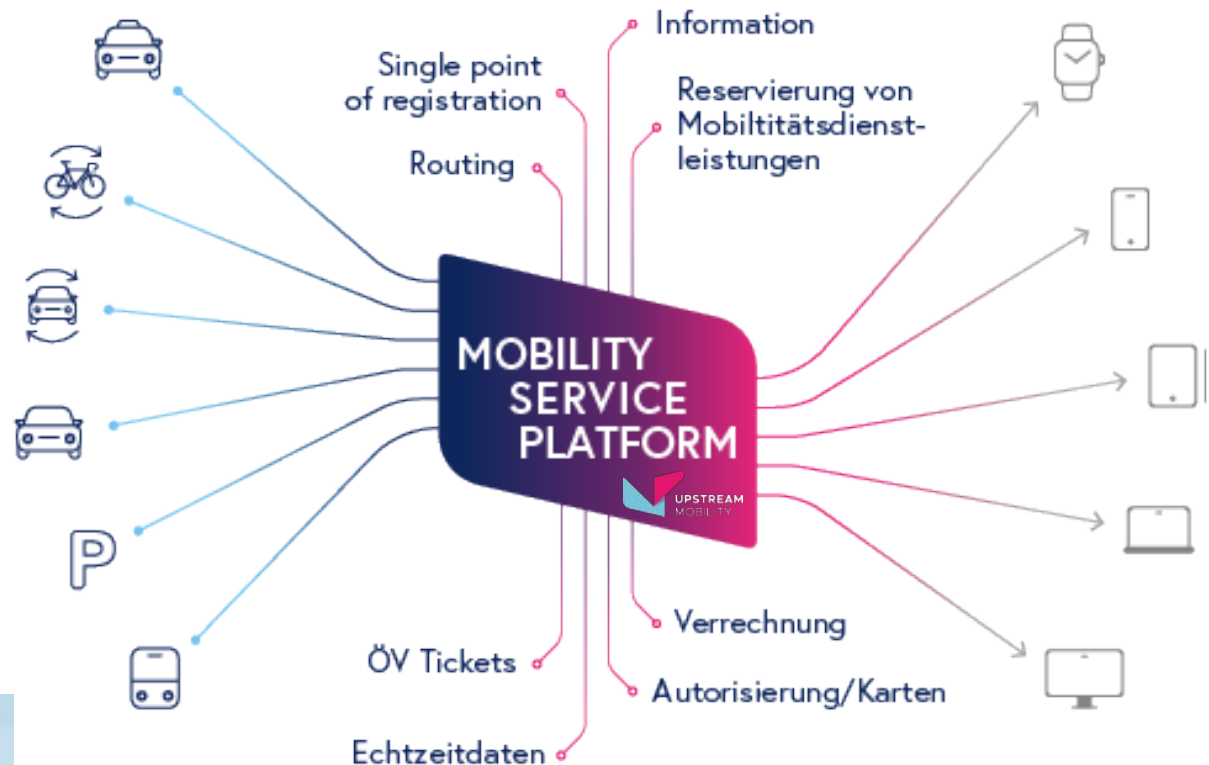 Information
Single point
of registration
Reservierung von
Mobiltitätsdienst-
leistungen
Routing
MOBILITY
SERVICE
PLATFORM
UPSTREAM
MOBILITY
Verrechnung
ÖV Tickets
Autorisierung/Karten
Echtzeitdaten
P